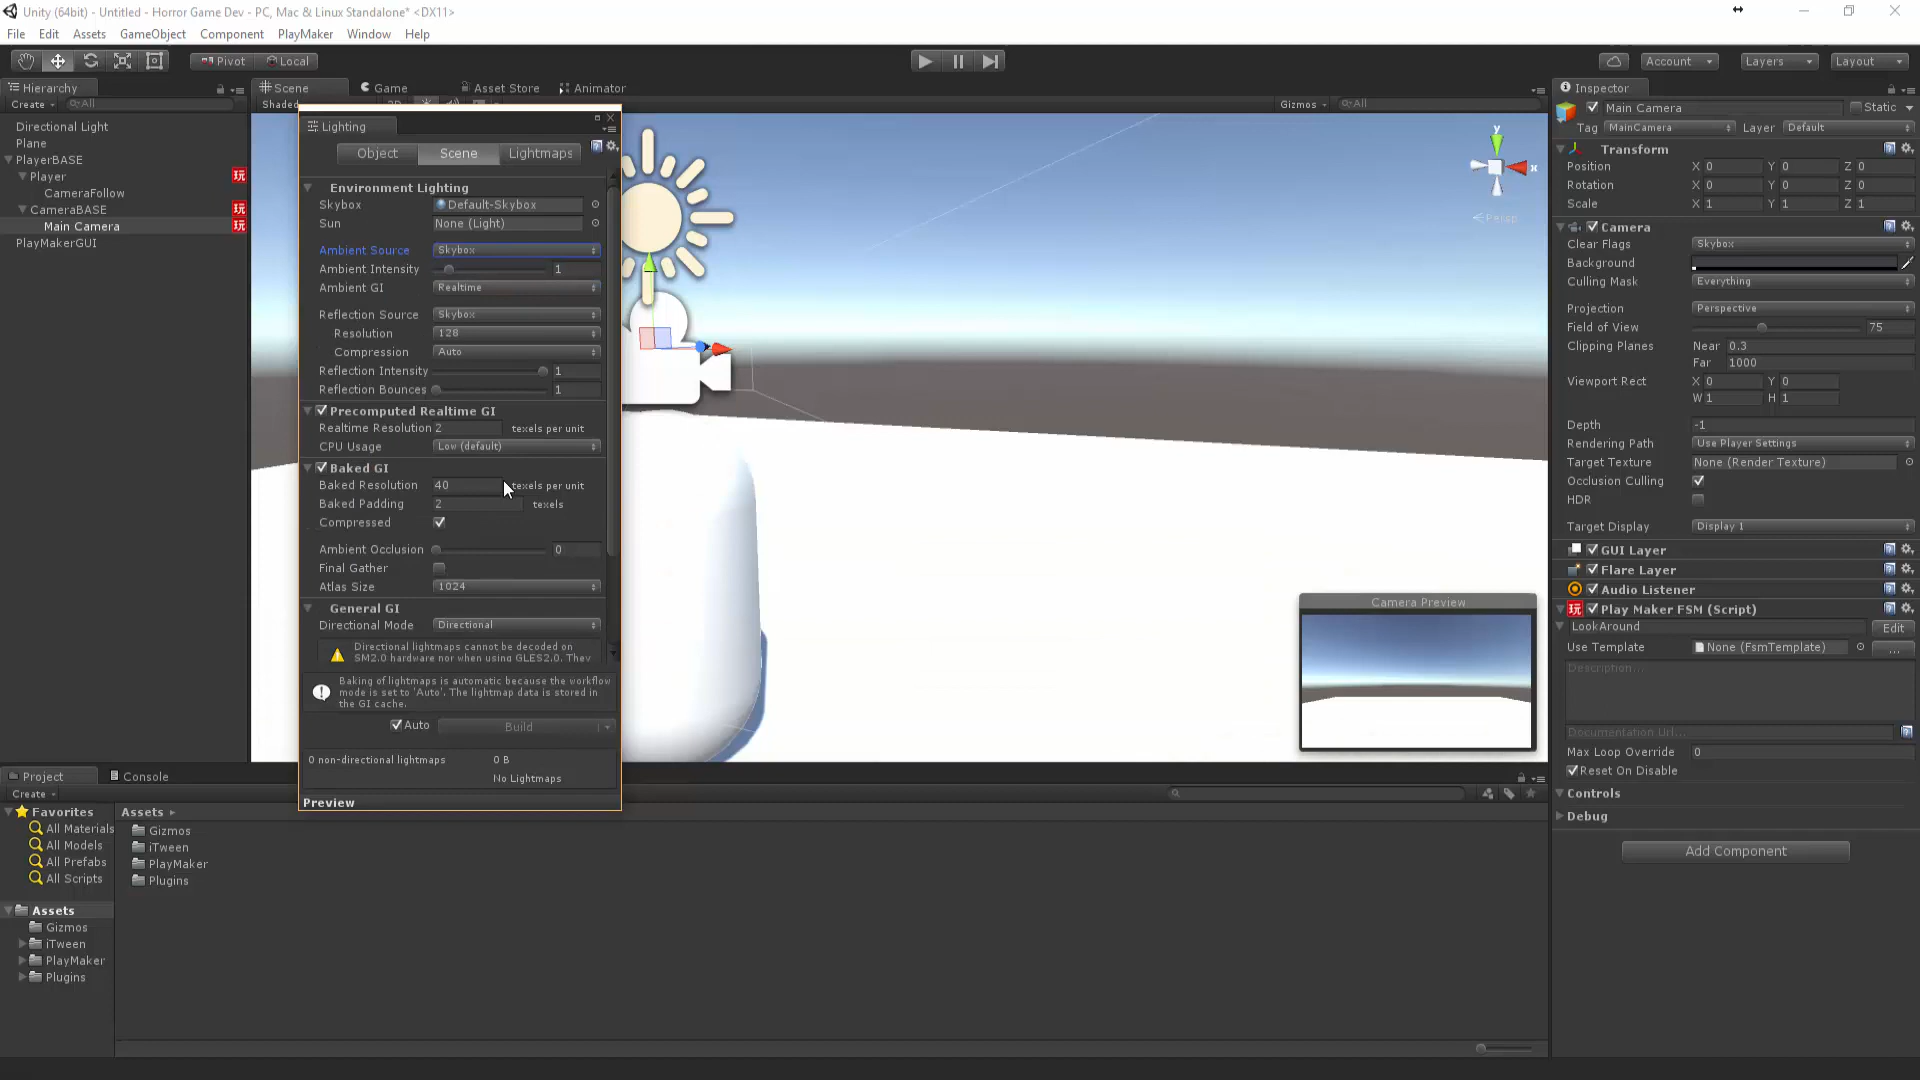 Unity (64bit) - Untitled - Horror Game Dev - PC, Mac & Linux Standalone* <DX11>
File Edit Assets GameObject Component PlayMaker Window Help
Pivot Local Account Layers Layout
Hierarchy
Create All
Directional Light
Plane
PlayerBASE
Player
CameraFollow
CameraBASE
Main Camera
PlayMakerGUI
Scene Game Asset Store Animator
Shaded Gizmos All
Lighting
Object Scene Lightmaps
Environment Lighting
Skybox Default-Skybox
Sun None (Light)
Ambient Source Skybox
Ambient Intensity 1
Ambient GI Realtime
Reflection Source Skybox
Resolution 128
Compression Auto
Reflection Intensity 1
Reflection Bounces 1
Precomputed Realtime GI
Realtime Resolution 2 texels per unit
CPU Usage Low (default)
Baked GI
Baked Resolution 40 texels per unit
Baked Padding 2 texels
Compressed
Ambient Occlusion 0
Final Gather
Atlas Size 1024
General GI
Directional Mode Directional
Directional lightmaps cannot be decoded on
SM2.0 hardware nor when using GLES2.0. They
Baking of lightmaps is automatic because the workflow
mode is set to 'Auto'. The lightmap data is stored in
the GI cache.
Auto Build
0 non-directional lightmaps 0 B
No Lightmaps
Preview
y
x
Persp
Camera Preview
Inspector
Main Camera Static
Tag MainCamera Layer Default
Transform
Position X 0 Y 0 Z 0
Rotation X 0 Y 0 Z 0
Scale X 1 Y 1 Z 1
Camera
Clear Flags Skybox
Background
Culling Mask Everything
Projection Perspective
Field of View 75
Clipping Planes Near 0.3
Far 1000
Viewport Rect X 0 Y 0
W 1 H 1
Depth -1
Rendering Path Use Player Settings
Target Texture None (Render Texture)
Occlusion Culling
HDR
Target Display Display 1
GUI Layer
Flare Layer
Audio Listener
玩 Play Maker FSM (Script)
LookAround Edit
Use Template None (FsmTemplate) ...
Description...
Documentation Url...
Max Loop Override 0
Reset On Disable
Controls
Debug
Add Component
Project Console
Create
Favorites
All Materials
All Models
All Prefabs
All Scripts
Assets
Gizmos
iTween
PlayMaker
Plugins
Assets
Gizmos
iTween
PlayMaker
Plugins